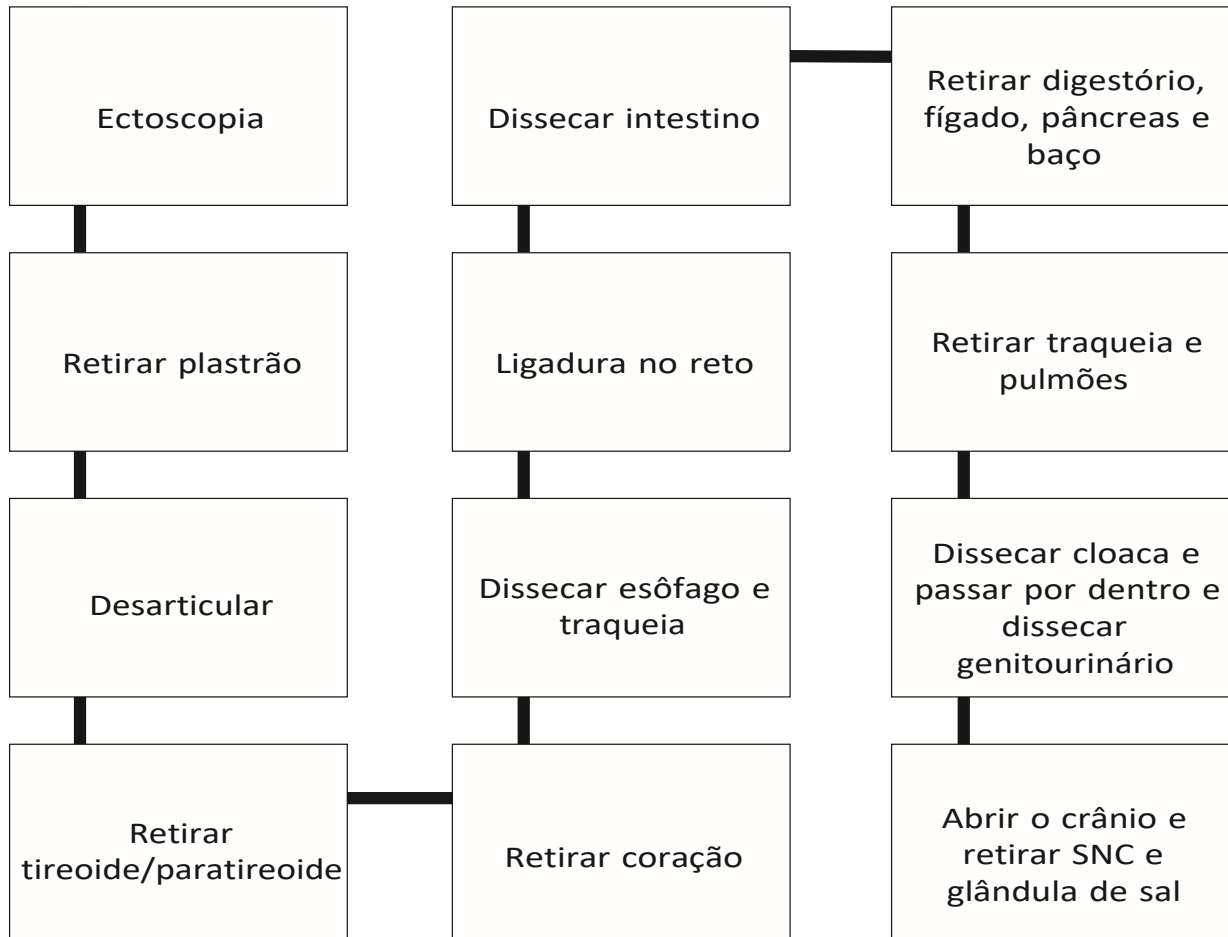 Ectoscopia
Retirar plastrão
Desarticular
Retirar
tireoide/paratireoide
Retirar coração
Dissecar esôfago e
traqueia
Ligadura no reto
Dissecar intestino
Retirar digestório,
fígado, pâncreas e
baço
Retirar traqueia e
pulmões
Dissecar cloaca e
passar por dentro e
dissecar
genitourinário
Abrir o crânio e
retirar SNC e
glândula de sal